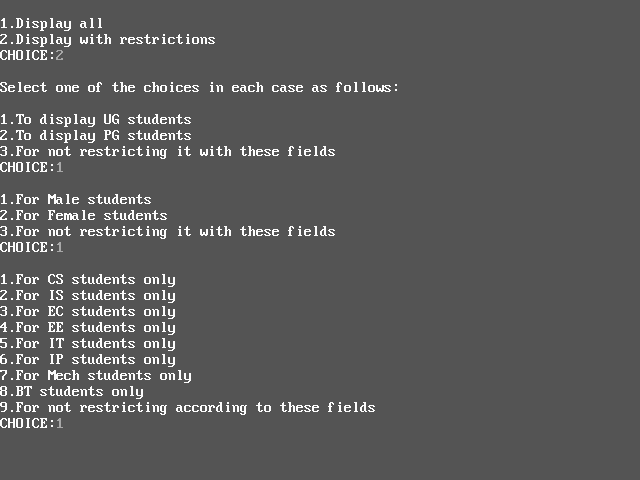 1.Display all
2.Display with restrictions
CHOICE:2
Select one of the choices in each case as follows:
1.To display UG students
2.To display PG students
3.For not restricting it with these fields
CHOICE:1
1.For Male students
2.For Female students
3.For not restricting it with these fields
CHOICE:1
1.For CS students only
2.For IS students only
3.For EC students only
4.For EE students only
5.For IT students only
6.For IP students only
7.For Mech students only
8.BT students only
9.For not restricting according to these fields
CHOICE:1